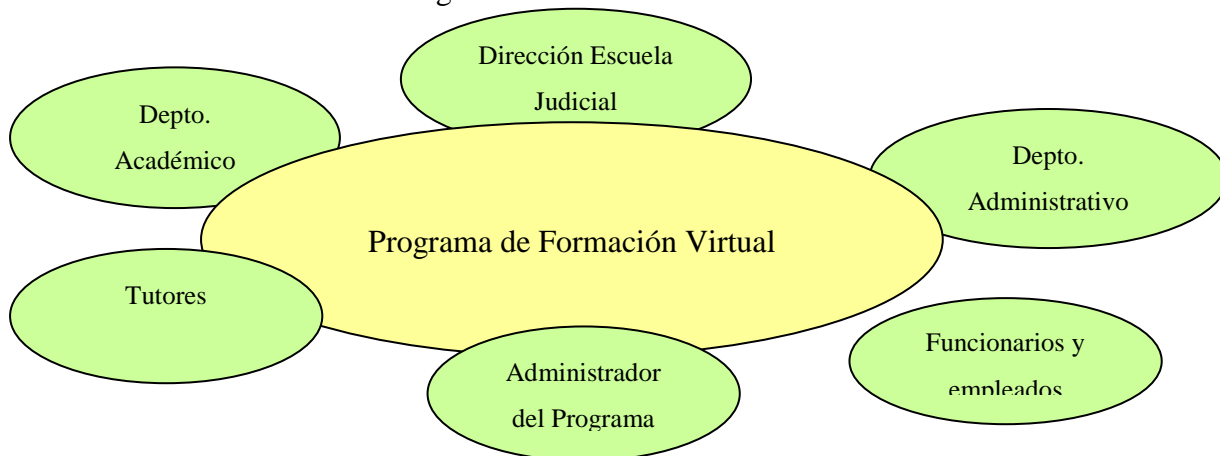 Dirección Escuela
Judicial
Depto.
Académico
Depto.
Administrativo
Programa de Formación Virtual
Tutores
Funcionarios y
empleados
Administrador
del Programa